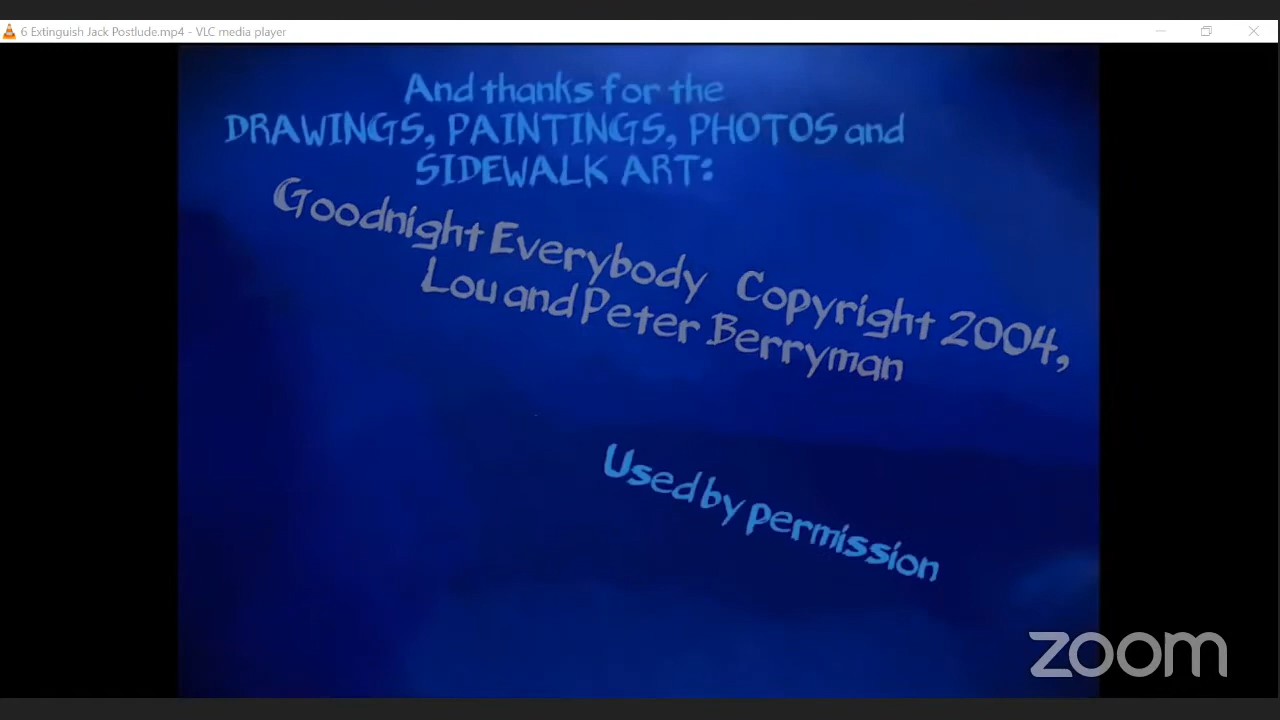 6 Extinguish Jack Postlude.mp4 - VLC media player
And thanks for the
DRAWINGS, PAINTINGS, PHOTOS and
SIDEWALK ART:
Goodnight Everybody Copyright 2004,
Lou and Peter Berryman
Used by permission
zoom